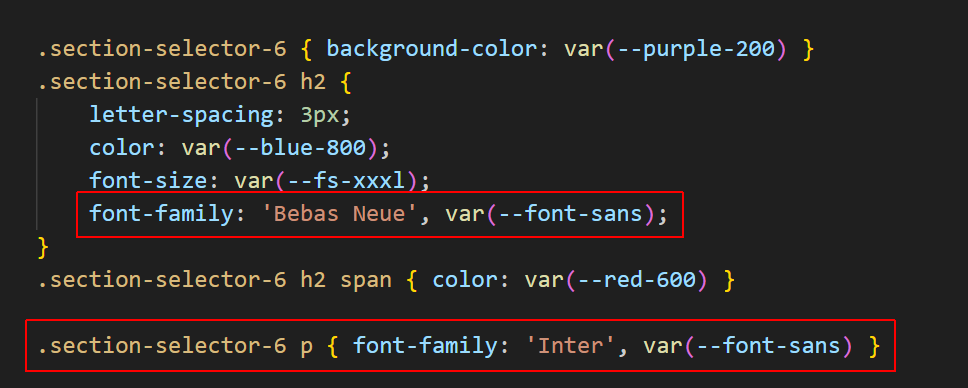 .section-selector-6 { background-color: var(--purple-200) }
.section-selector-6 h2 {
letter-spacing: 3px;
color: var(--blue-800);
font-size: var(--fs-xxxl);
font-family: 'Bebas Neue', var(--font-sans);
}
.section-selector-6 h2 span { color: var(--red-600) }
.section-selector-6 p { font-family: 'Inter', var(--font-sans) }